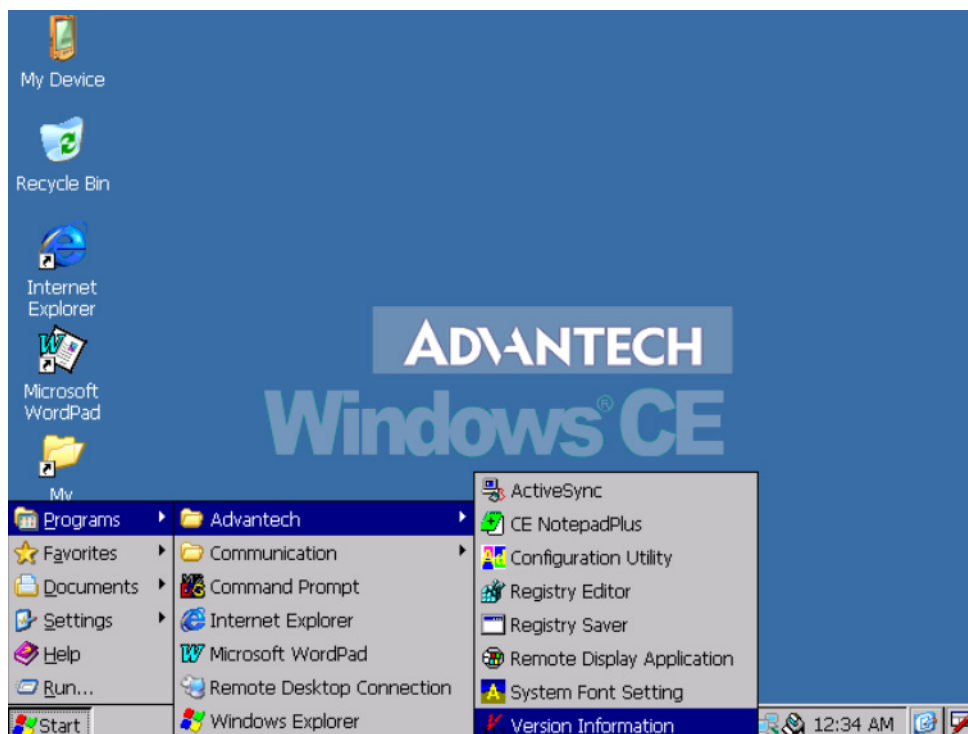 My Device
Recycle Bin
Internet
Explorer
Microsoft
WordPad
My
ADVANTECH
Windows® CE
Programs
Favorites
Documents
Settings
Help
Run...
Start
Advantech
Communication
Command Prompt
Internet Explorer
Microsoft WordPad
Remote Desktop Connection
Windows Explorer
ActiveSync
CE NotepadPlus
Configuration Utility
Registry Editor
Registry Saver
Remote Display Application
System Font Setting
Version Information
12:34 AM